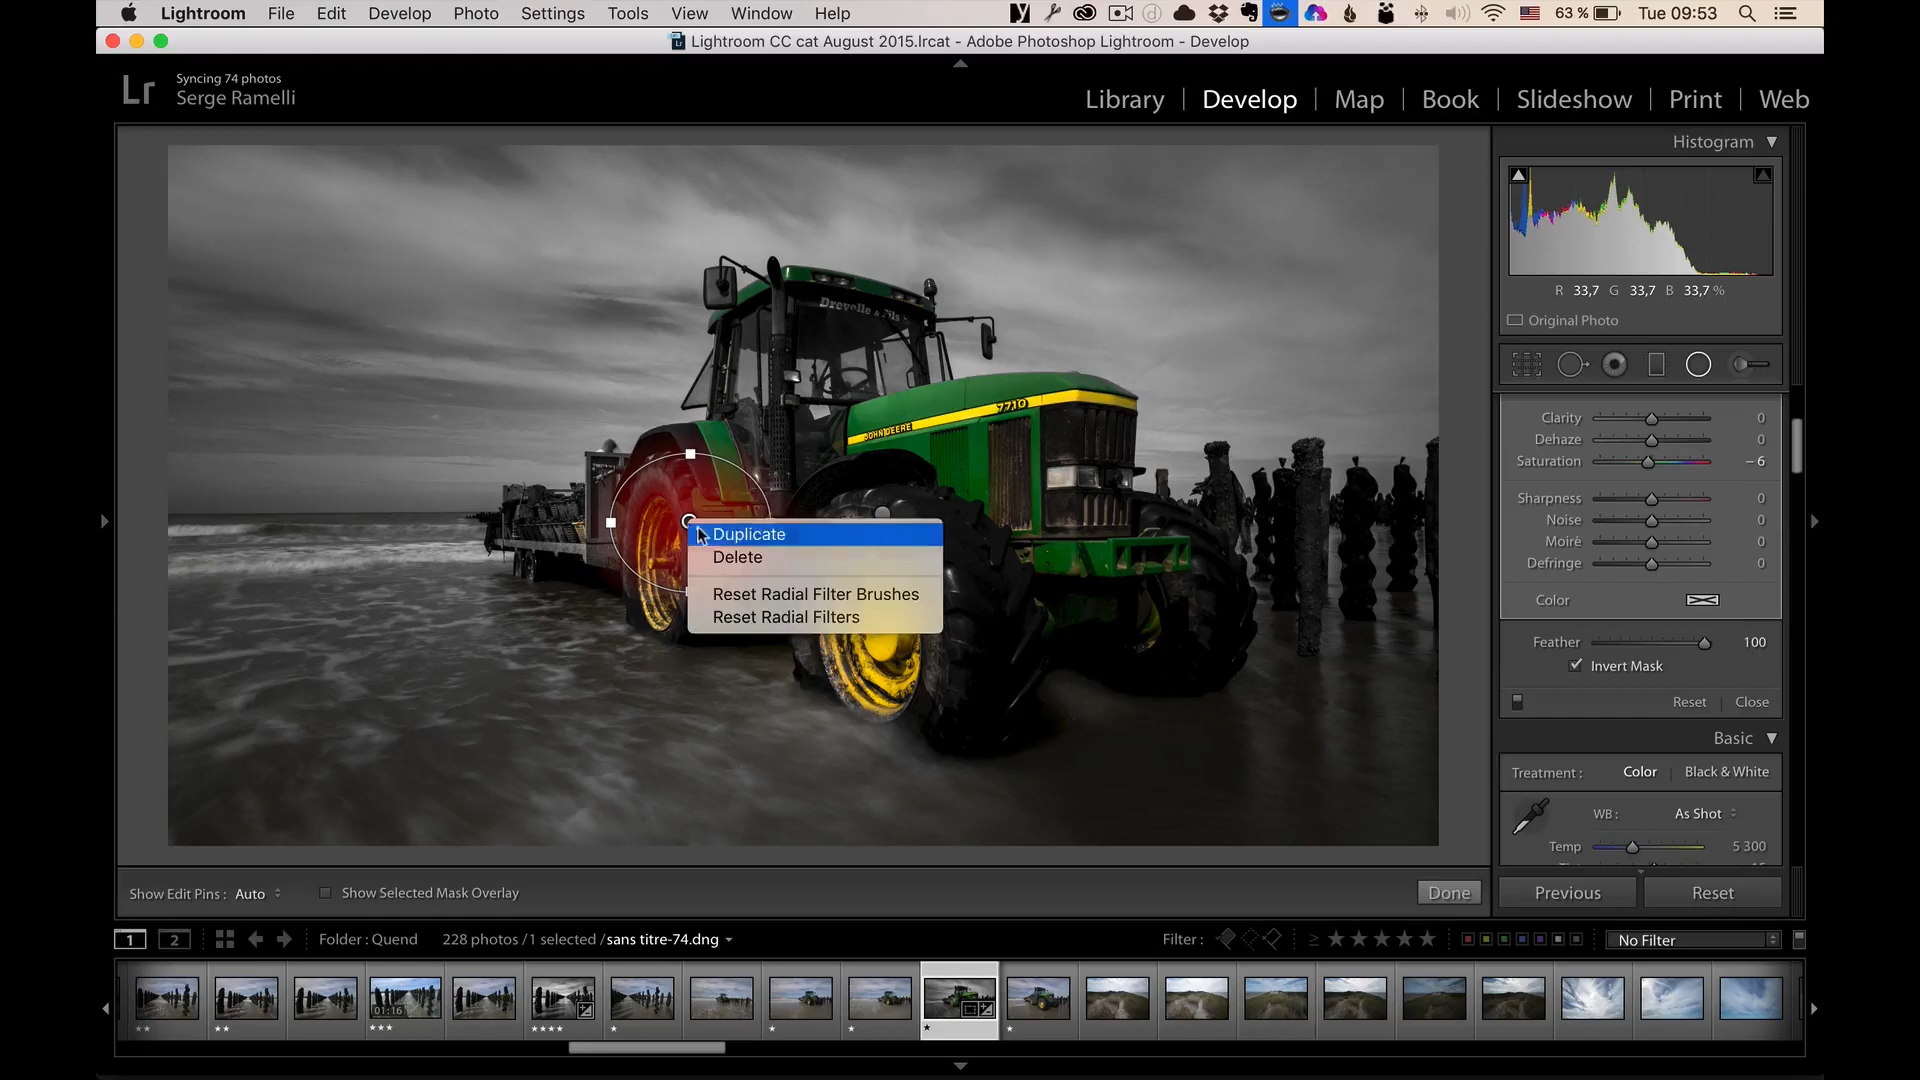 Lightroom File Edit Develop Photo Settings Tools View Window Help 63 % Tue 09:53
Lightroom CC cat August 2015.lrcat - Adobe Photoshop Lightroom - Develop
Lr
Syncing 74 photos
Serge Ramelli
Library | Develop | Map | Book | Slideshow | Print | Web
Histogram
R 33,7 G 33,7 B 33,7 %
Original Photo
Drevelle & Fils
7710
JOHN DEERE
Clarity 0
Dehaze 0
Saturation – 6
Sharpness 0
Noise 0
Moiré 0
Defringe 0
Color
Feather 100
Invert Mask
Reset | Close
Duplicate
Delete
Reset Radial Filter Brushes
Reset Radial Filters
Basic
Treatment : Color | Black & White
WB : As Shot
Temp 5 300
Show Edit Pins : Auto
Show Selected Mask Overlay
Done
Previous
Reset
1 2
Folder : Quend
228 photos / 1 selected / sans titre-74.dng
Filter :
≥
No Filter
01:16